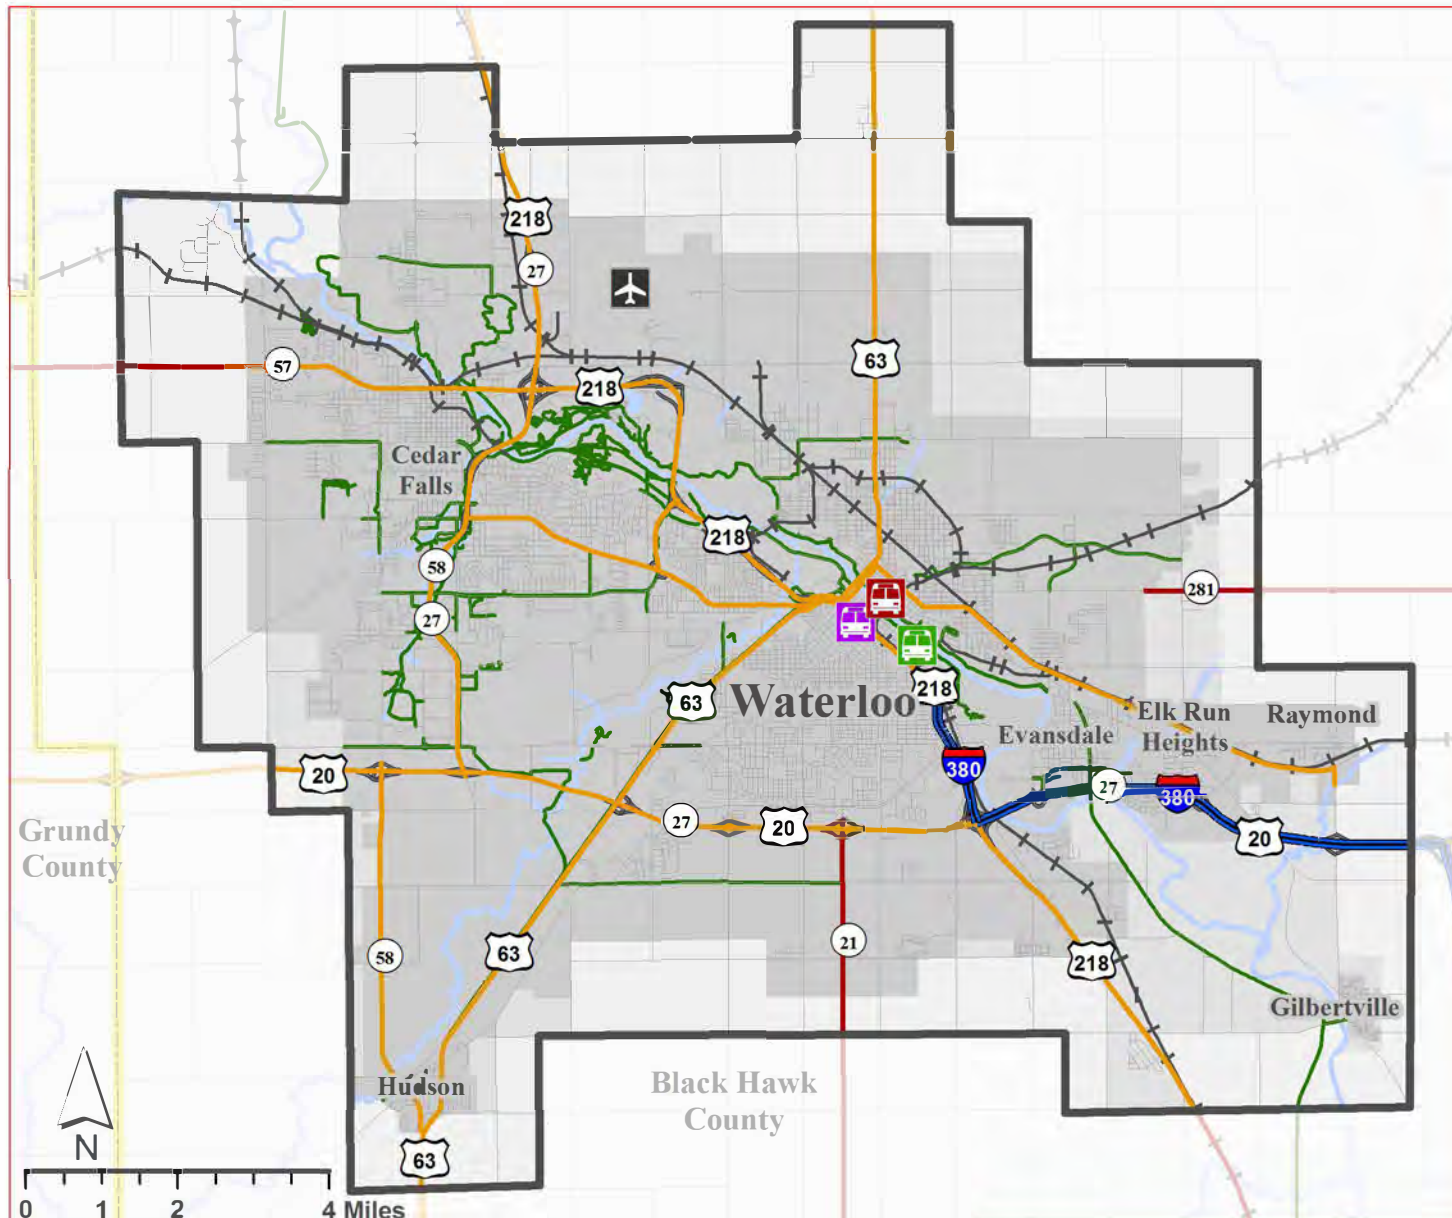 218
27
63
57
218
Cedar
Falls
218
58
281
27
63
Waterloo
218
Elk Run
Heights
Raymond
Evansdale
380
20
27
380
27
20
20
Grundy
County
58
63
21
218
Gilbertville
Hudson
Black Hawk
County
N
63
0 1 2 4 Miles